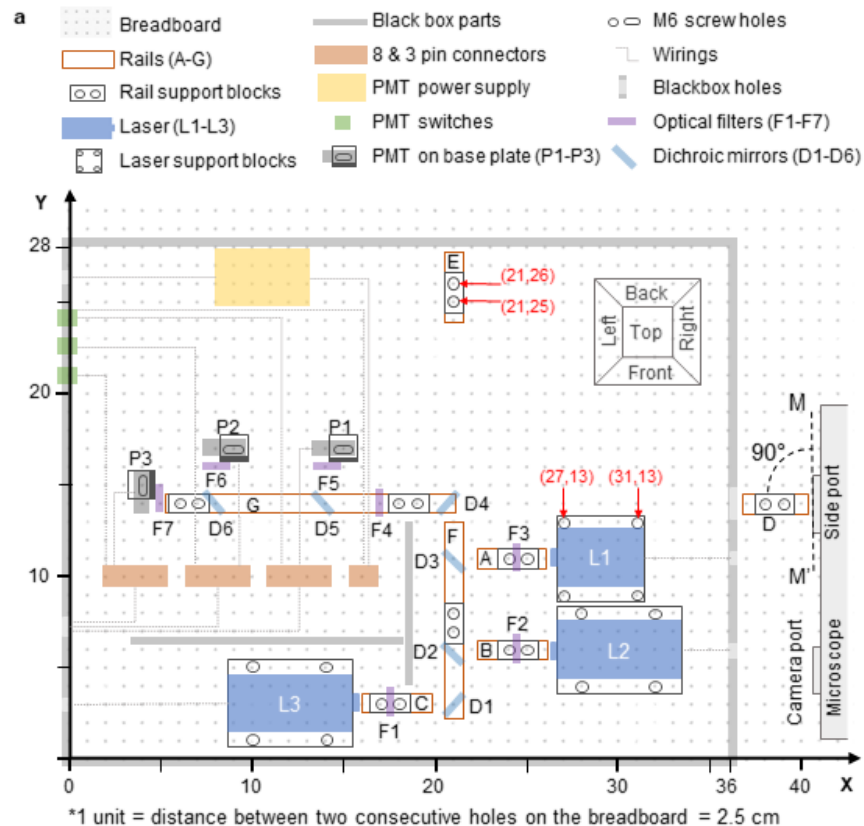 a
Breadboard
Black box parts
M6 screw holes
Rails (A-G)
8 & 3 pin connectors
Wirings
Rail support blocks
PMT power supply
Blackbox holes
Laser (L1-L3)
PMT switches
Optical filters (F1-F7)
Laser support blocks
PMT on base plate (P1-P3)
Dichroic mirrors (D1-D6)
Y
28
E
(21,26)
(21,25)
Back
Left
Top
Right
Front
20
M
P2
P1
90°
P3
F6
F5
(27,13)
(31,13)
Side port
F7
D6
G
D5
F4
D4
D
F
F3
D3
A
L1
10
M'
F2
D2
B
L2
Camera port
Microscope
L3
C
D1
F1
0
10
20
30
36
40
X
*1 unit = distance between two consecutive holes on the breadboard = 2.5 cm